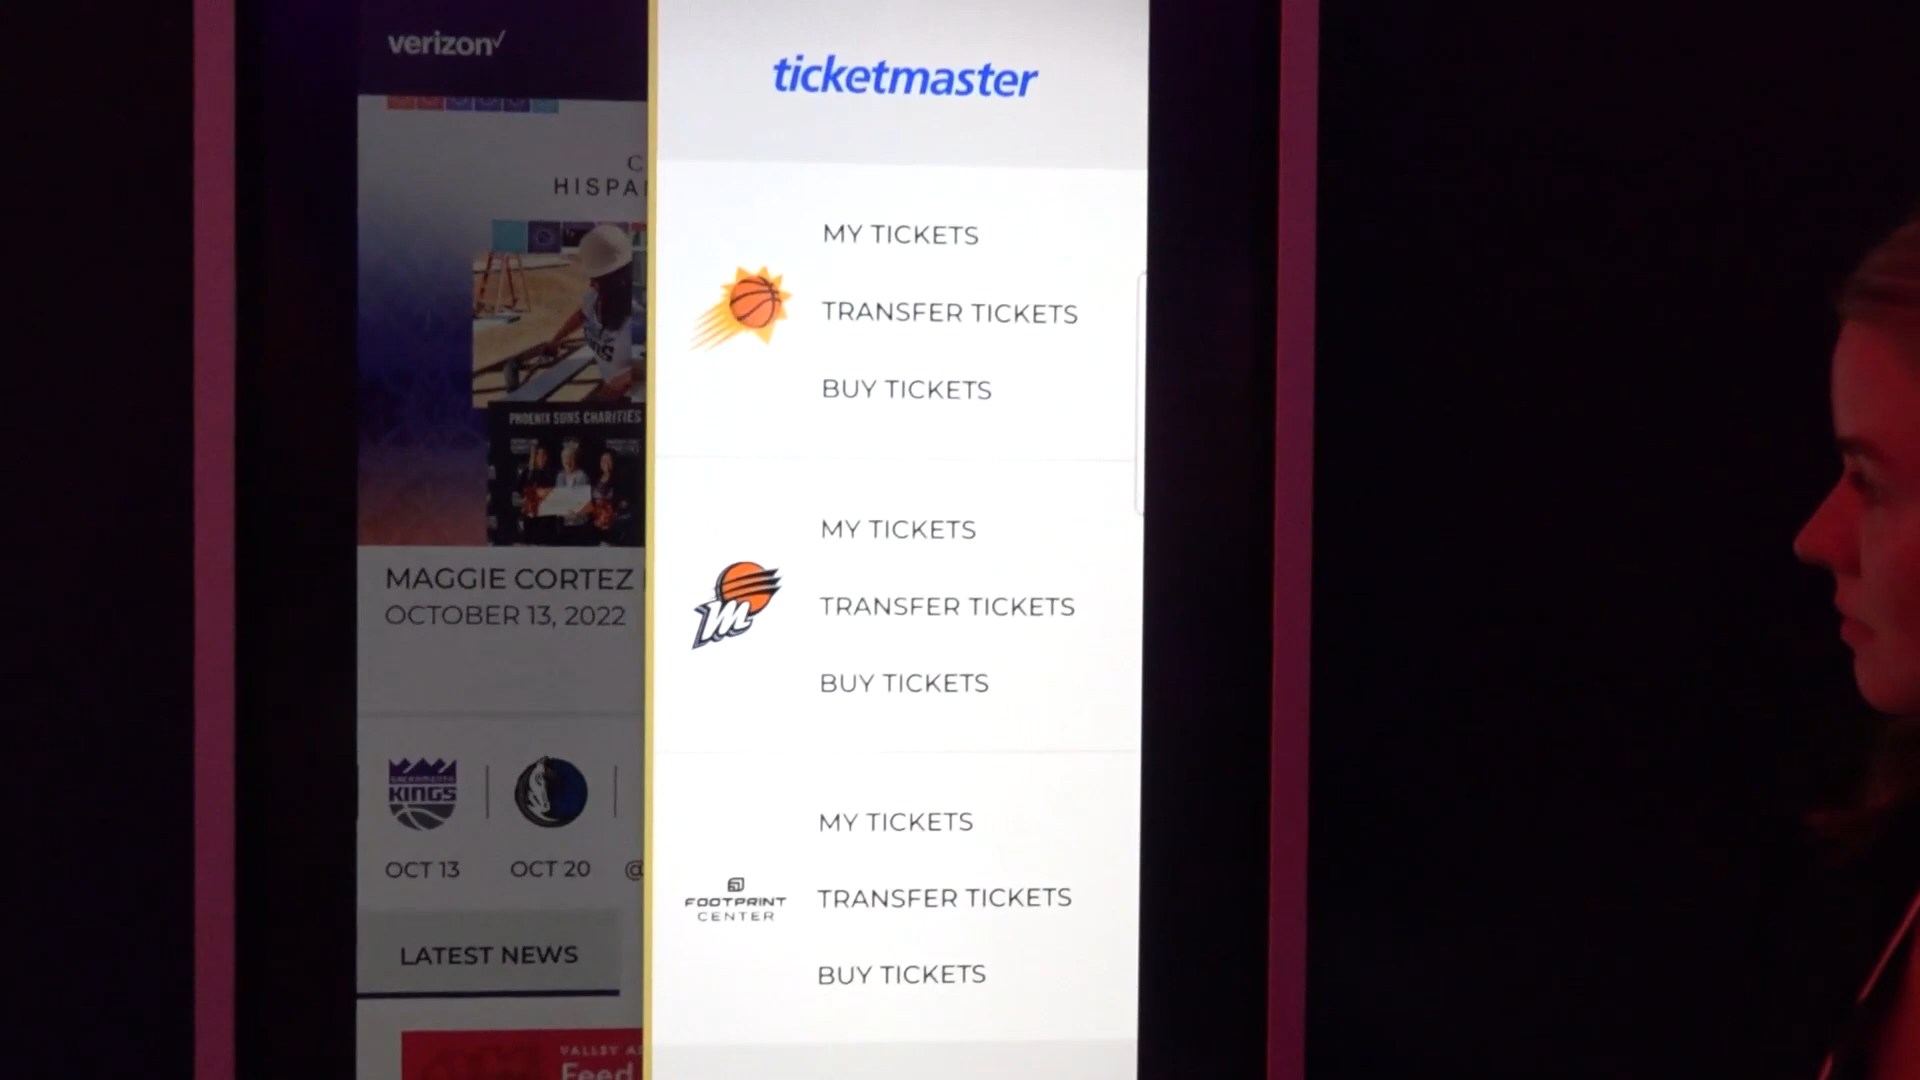 verizon✓
HISPA
PHOENIX SUNS CHARITIES
MAGGIE CORTEZ
OCTOBER 13, 2022
SACRAMENTO
KINGS
OCT 13
OCT 20
@
LATEST NEWS
Feed
ticketmaster
MY TICKETS
TRANSFER TICKETS
BUY TICKETS
M
MY TICKETS
TRANSFER TICKETS
BUY TICKETS
FOOTPRINT
CENTER
MY TICKETS
TRANSFER TICKETS
BUY TICKETS